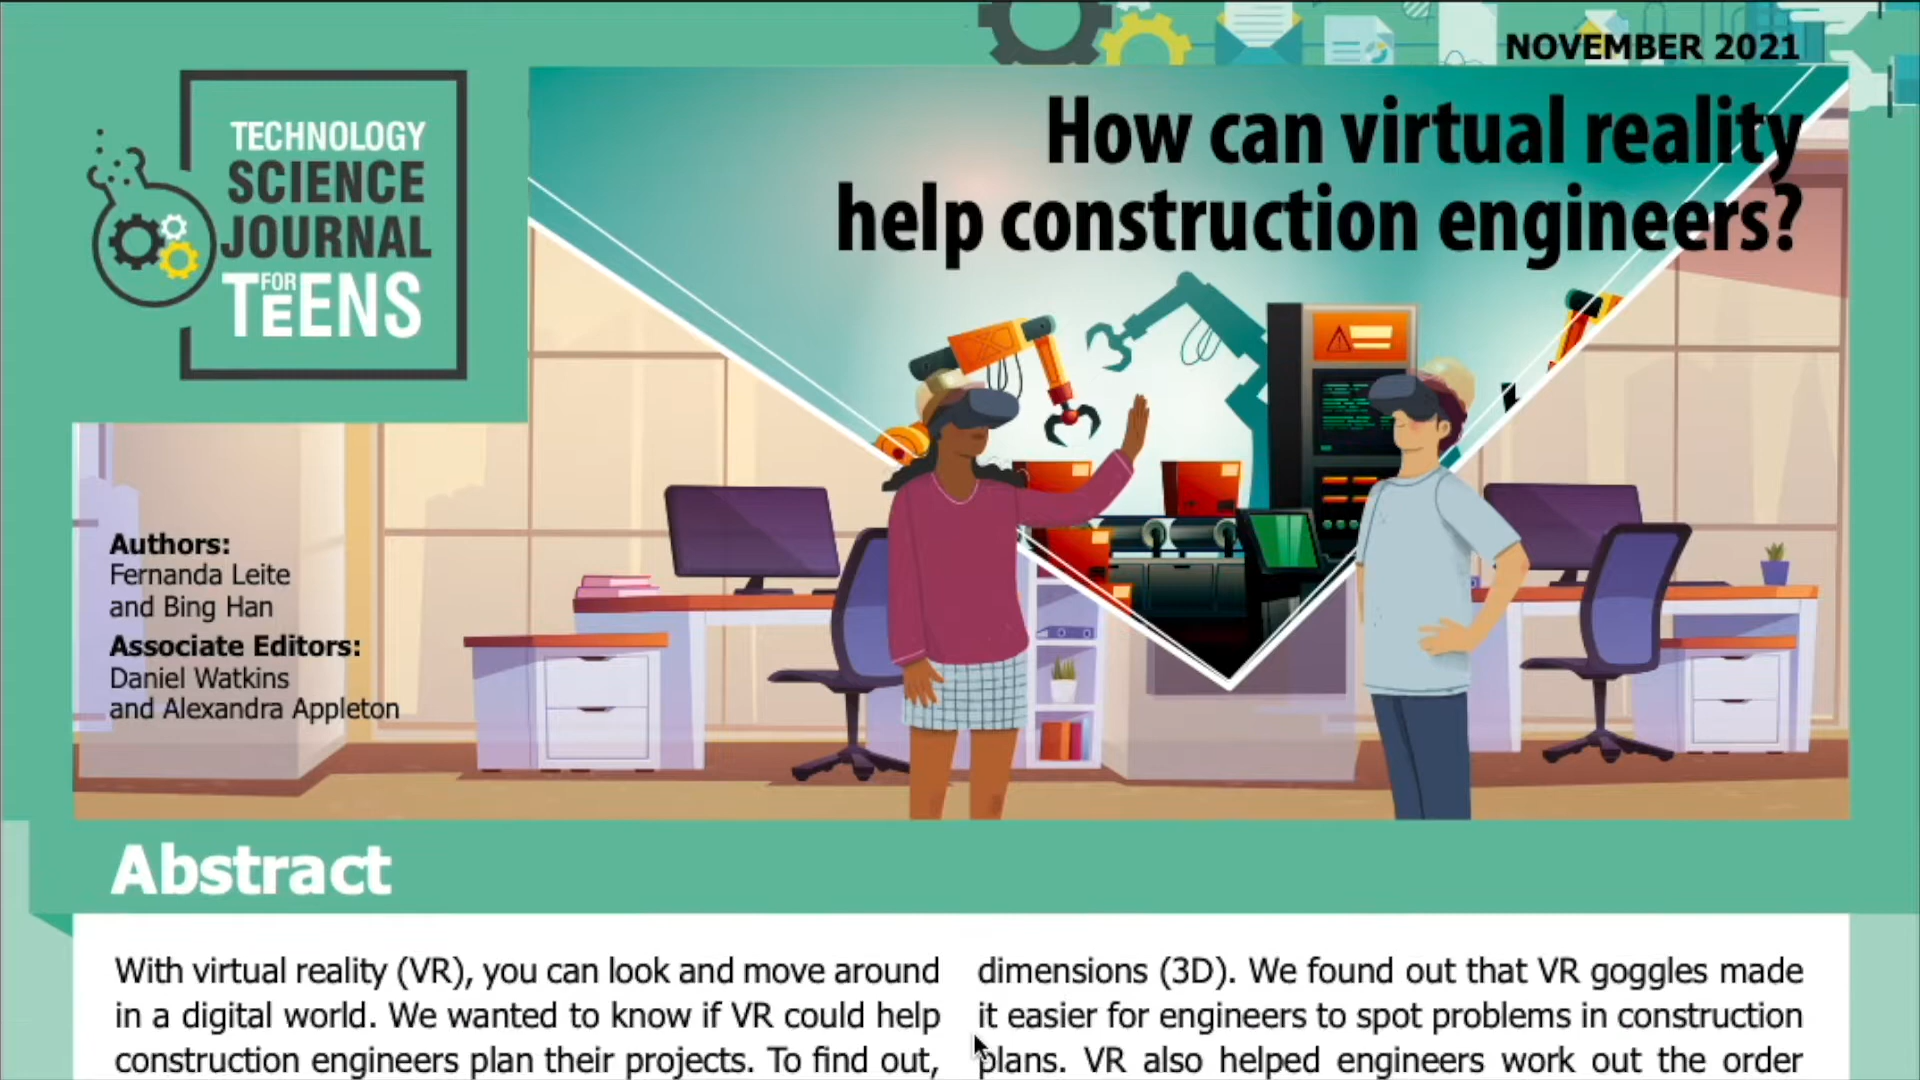 NOVEMBER 2021
TECHNOLOGY
SCIENCE
JOURNAL
FOR
TEENS
How can virtual reality
help construction engineers?
Authors:
Fernanda Leite
and Bing Han
Associate Editors:
Daniel Watkins
and Alexandra Appleton
Abstract
With virtual reality (VR), you can look and move around
in a digital world. We wanted to know if VR could help
construction engineers plan their projects. To find out,
dimensions (3D). We found out that VR goggles made
it easier for engineers to spot problems in construction
plans. VR also helped engineers work out the order